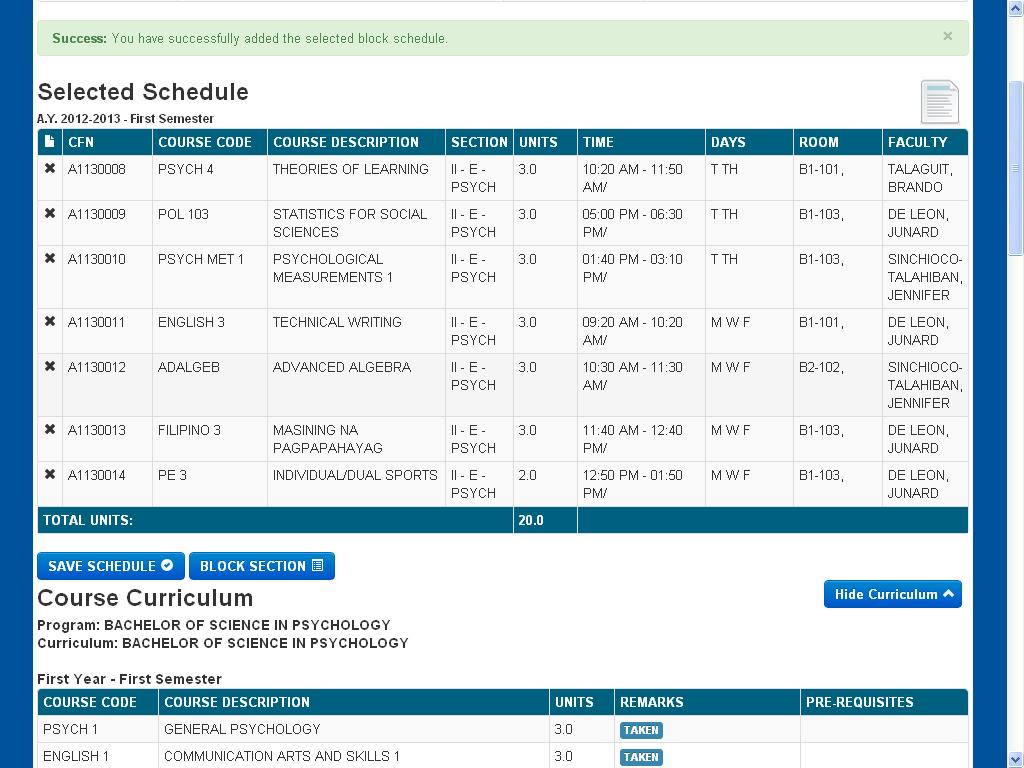 Success: You have successfully added the selected block schedule. ×
Selected Schedule
A.Y. 2012-2013 - First Semester
CFN COURSE CODE COURSE DESCRIPTION SECTION UNITS TIME DAYS ROOM FACULTY
A1130008 PSYCH 4 THEORIES OF LEARNING II - E - 3.0 10:20 AM - 11:50 T TH B1-101, TALAGUIT,
PSYCH AM/ BRANDO
A1130009 POL 103 STATISTICS FOR SOCIAL II - E - 3.0 05:00 PM - 06:30 T TH B1-103, DE LEON,
SCIENCES PSYCH PM/ JUNARD
A1130010 PSYCH MET 1 PSYCHOLOGICAL II - E - 3.0 01:40 PM - 03:10 T TH B1-103, SINCHIOCO-
MEASUREMENTS 1 PSYCH PM/ TALAHIBAN,
JENNIFER
A1130011 ENGLISH 3 TECHNICAL WRITING II - E - 3.0 09:20 AM - 10:20 M W F B1-101, DE LEON,
PSYCH AM/ JUNARD
A1130012 ADALGEB ADVANCED ALGEBRA II - E - 3.0 10:30 AM - 11:30 M W F B2-102, SINCHIOCO-
PSYCH AM/ TALAHIBAN,
JENNIFER
A1130013 FILIPINO 3 MASINING NA II - E - 3.0 11:40 AM - 12:40 M W F B1-103, DE LEON,
PAGPAPAHAYAG PSYCH PM/ JUNARD
A1130014 PE 3 INDIVIDUAL/DUAL SPORTS II - E - 2.0 12:50 PM - 01:50 M W F B1-103, DE LEON,
PSYCH PM/ JUNARD
TOTAL UNITS: 20.0
SAVE SCHEDULE BLOCK SECTION
Course Curriculum Hide Curriculum
Program: BACHELOR OF SCIENCE IN PSYCHOLOGY
Curriculum: BACHELOR OF SCIENCE IN PSYCHOLOGY
First Year - First Semester
COURSE CODE COURSE DESCRIPTION UNITS REMARKS PRE-REQUISITES
PSYCH 1 GENERAL PSYCHOLOGY 3.0 TAKEN
ENGLISH 1 COMMUNICATION ARTS AND SKILLS 1 3.0 TAKEN